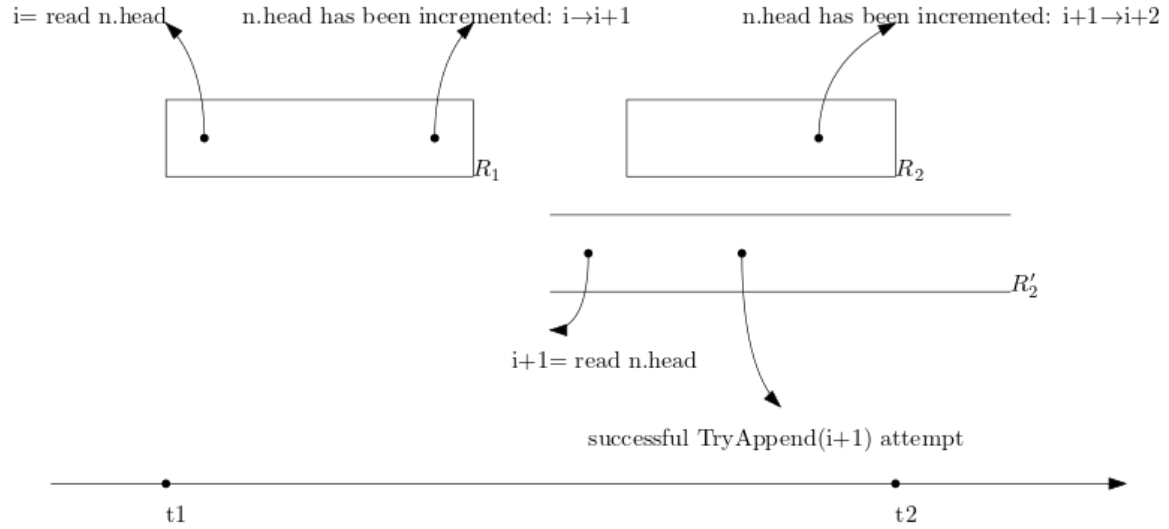 i= read n.head
n.head has been incremented: i→i+1
n.head has been incremented: i+1→i+2
R₁
R₂
R′₂
i+1= read n.head
successful TryAppend(i+1) attempt
t1
t2